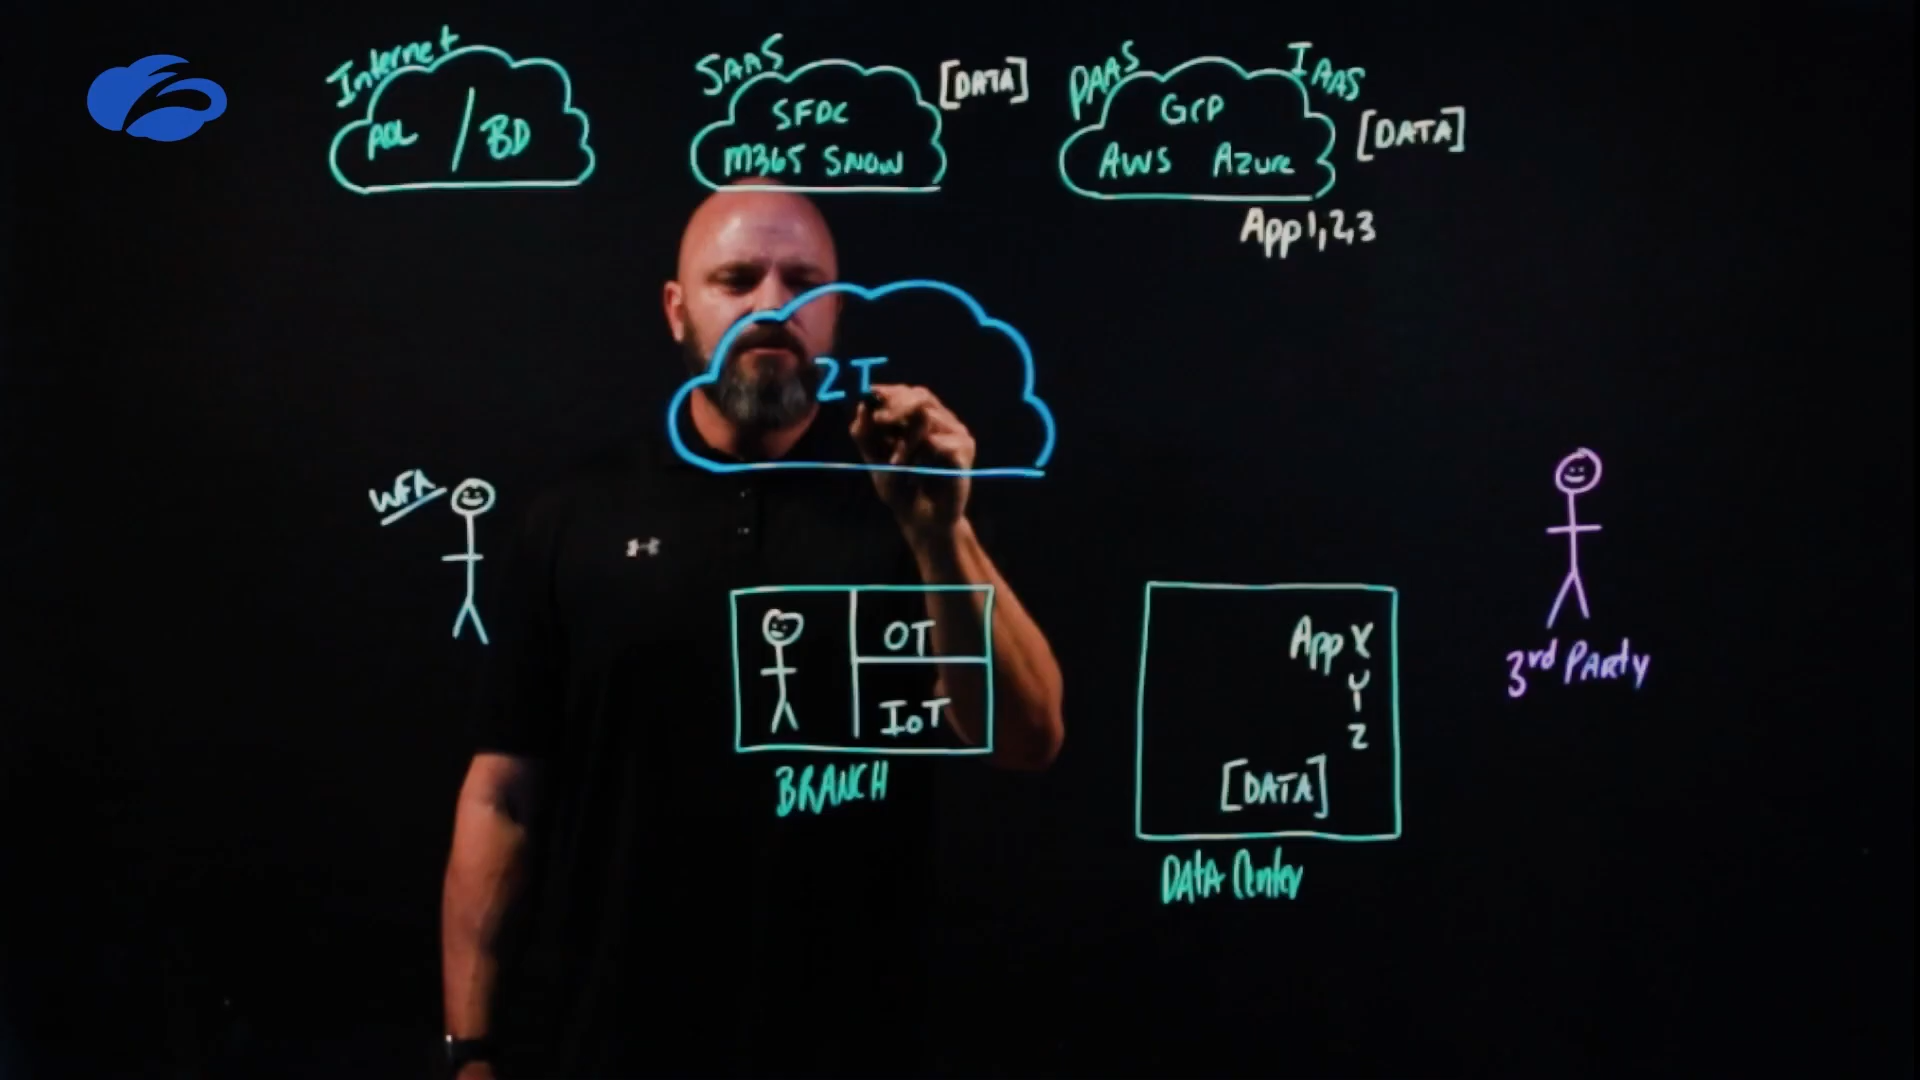 Internet
AOL / BD
SAAS
SFDC
M365 SNOW
[DATA]
PAAS
IAAS
GCP
AWS Azure
[DATA]
App 1,2,3
ZT
WFA
OT
IoT
BRANCH
App X
Y
Z
[DATA]
DATA Center
3rd PARTY